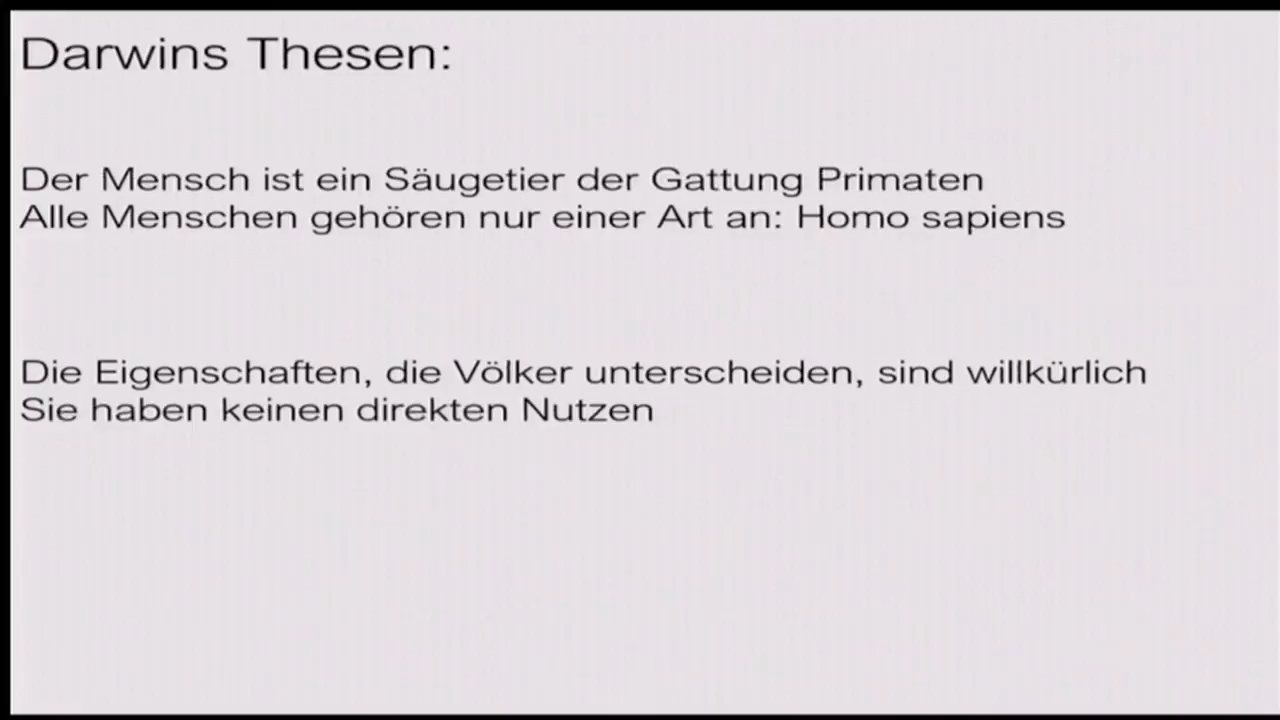 Darwins Thesen:
Der Mensch ist ein Säugetier der Gattung Primaten
Alle Menschen gehören nur einer Art an: Homo sapiens
Die Eigenschaften, die Völker unterscheiden, sind willkürlich
Sie haben keinen direkten Nutzen